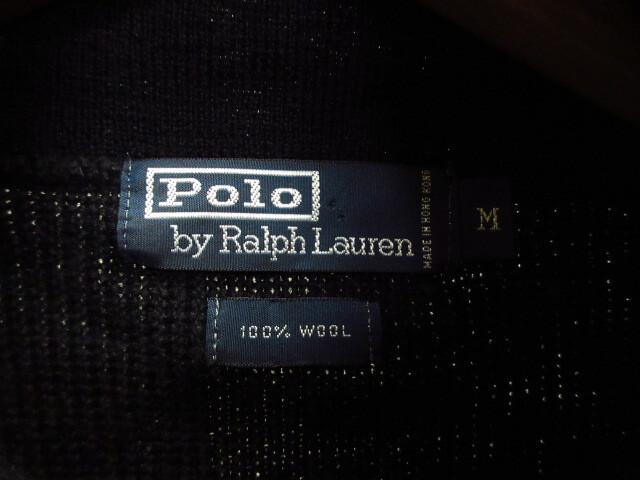 Polo
by Ralph Lauren
MADE IN HONG KONG
M
100% WOOL